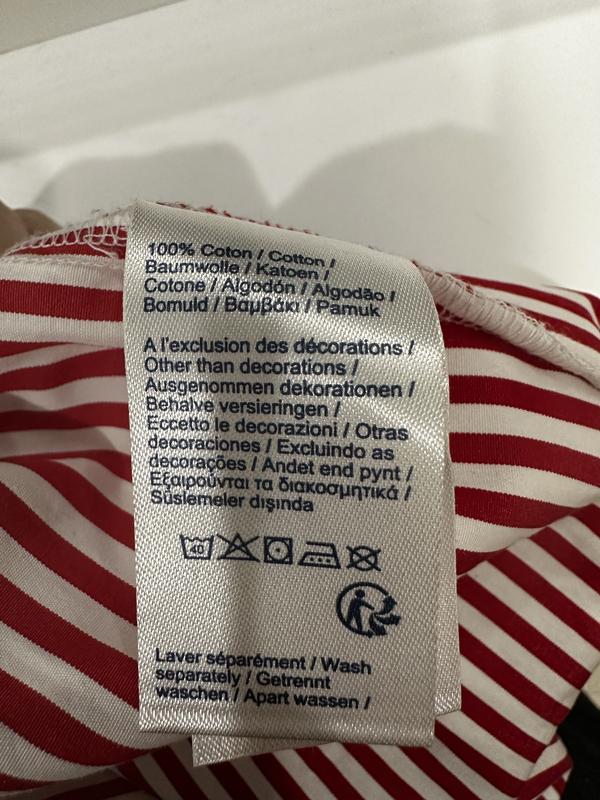 100% Coton / Cotton /
Baumwolle / Katoen /
Cotone / Algodón / Algodão /
Bomuld / Βαμβάκι / Pamuk
A l'exclusion des décorations /
Other than decorations /
Ausgenommen dekorationen /
Behalve versieringen /
Eccetto le decorazioni / Otras
decoraciones / Excluindo as
decorações / Andet end pynt /
Εξαιρούνται τα διακοσμητικά /
Süslemeler dışında
40
Laver séparément / Wash
separately / Getrennt
waschen / Apart wassen /